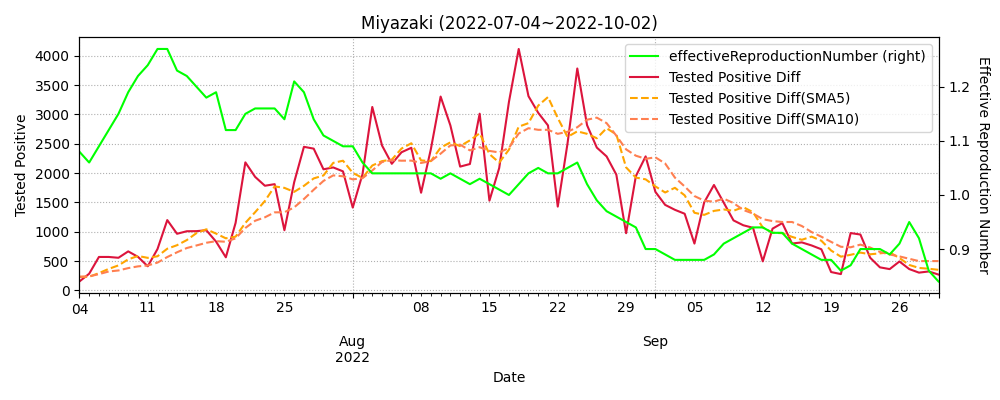 Miyazaki (2022-07-04~2022-10-02)
effectiveReproductionNumber (right)
Tested Positive Diff
Tested Positive Diff(SMA5)
Tested Positive Diff(SMA10)
Tested Positive
4000
3500
3000
2500
2000
1500
1000
500
0
1.2
1.1
1.0
0.9
Effective Reproduction Number
04
11
18
25
08
15
22
29
05
12
19
26
Aug
2022
Sep
Date